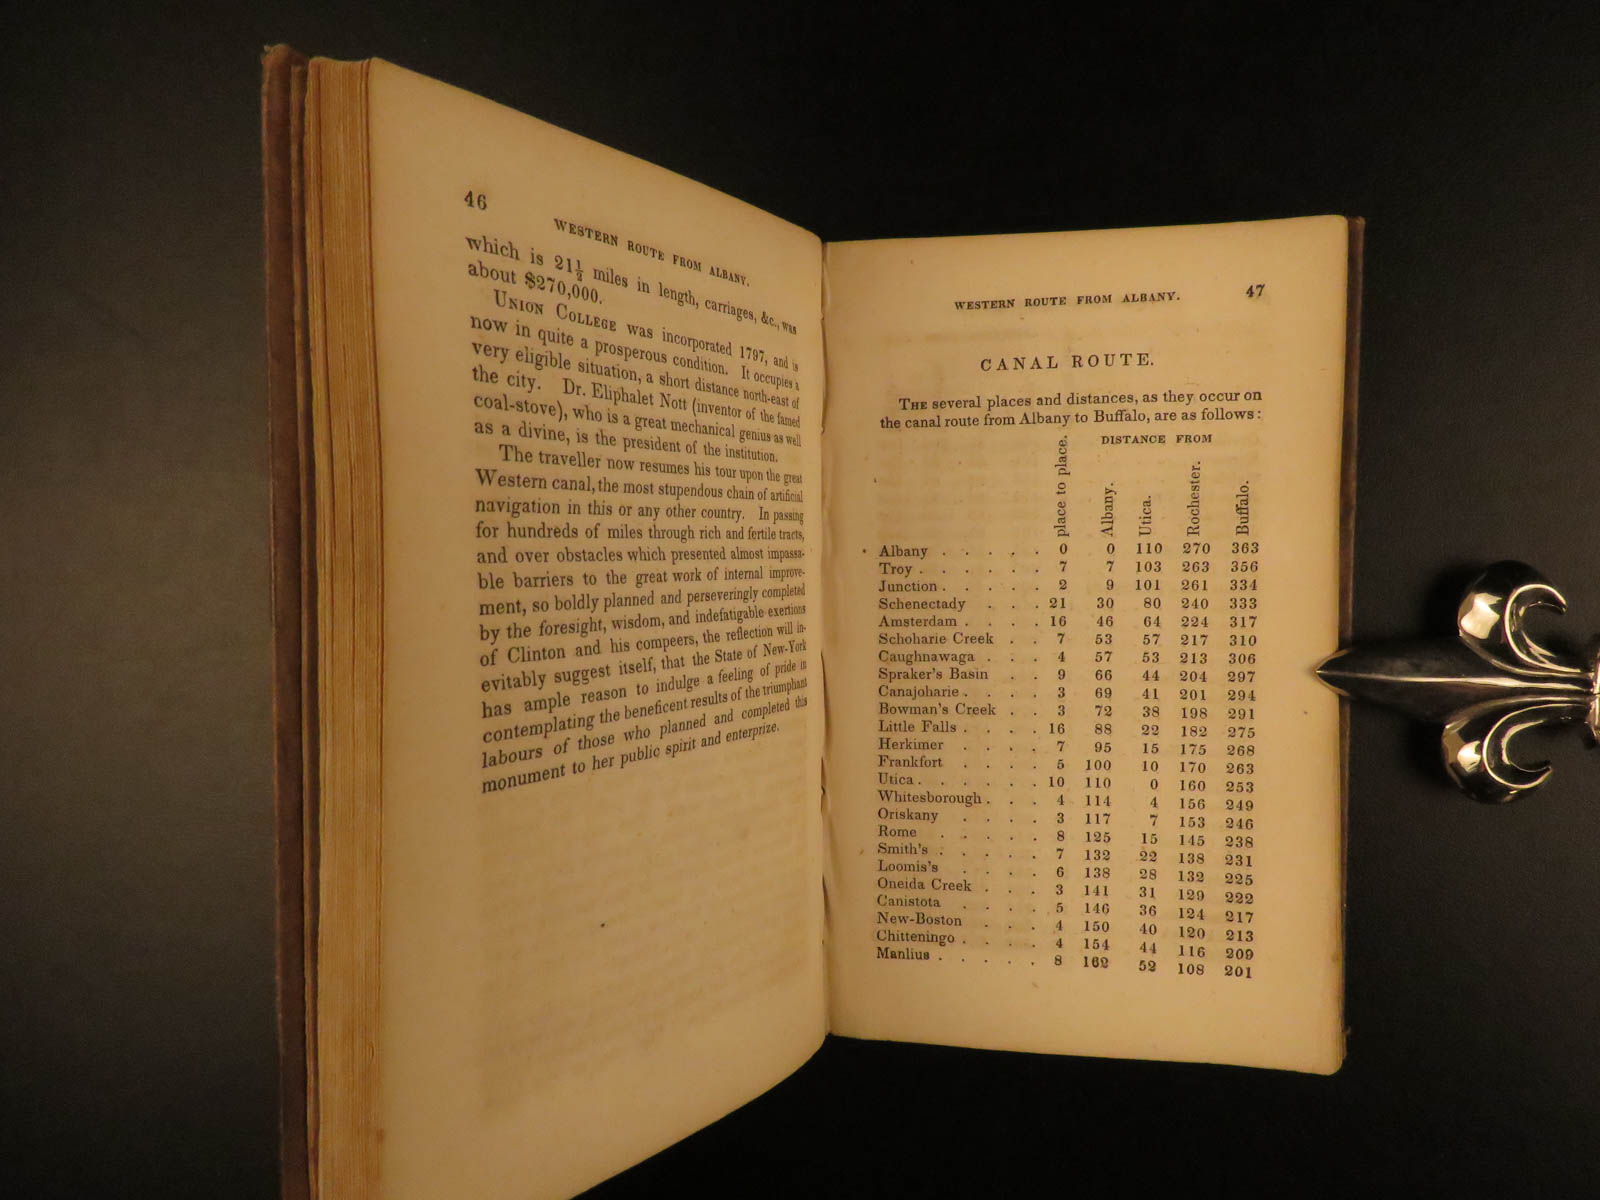 46
WESTERN ROUTE FROM ALBANY.
which is 21½ miles in length, carriages, &c., was
about $270,000.
UNION COLLEGE was incorporated 1797, and is
now in quite a prosperous condition. It occupies a
very eligible situation, a short distance north-east of
the city. Dr. Eliphalet Nott (inventor of the famed
coal-stove), who is a great mechanical genius as well
as a divine, is the president of the institution.
The traveller now resumes his tour upon the great
Western canal, the most stupendous chain of artificial
navigation in this or any other country. In passing
for hundreds of miles through rich and fertile tracts,
and over obstacles which presented almost impassa-
ble barriers to the great work of internal improve-
ment, so boldly planned and perseveringly completed
by the foresight, wisdom, and indefatigable exertions
of Clinton and his compeers, the reflection will in-
evitably suggest itself, that the State of New-York
has ample reason to indulge a feeling of pride in
contemplating the beneficent results of the triumphant
labours of those who planned and completed this
monument to her public spirit and enterprize.
WESTERN ROUTE FROM ALBANY. 47
CANAL ROUTE.
THE several places and distances, as they occur on
the canal route from Albany to Buffalo, are as follows:
DISTANCE FROM
place to place. Albany. Utica. Rochester. Buffalo.
Albany . . . . . 0 0 110 270 363
Troy . . . . . . 7 7 103 263 356
Junction . . . . . 2 9 101 261 334
Schenectady . . . 21 30 80 240 333
Amsterdam . . . . 16 46 64 224 317
Schoharie Creek . . 7 53 57 217 310
Caughnawaga . . . 4 57 53 213 306
Spraker's Basin . . 9 66 44 204 297
Canajoharie . . . . 3 69 41 201 294
Bowman's Creek . . 3 72 38 198 291
Little Falls . . . . 16 88 22 182 275
Herkimer . . . . 7 95 15 175 268
Frankfort . . . . 5 100 10 170 263
Utica . . . . . . 10 110 0 160 253
Whitesborough . . . 4 114 4 156 249
Oriskany . . . . 3 117 7 153 246
Rome . . . . . 8 125 15 145 238
Smith's . . . . . 7 132 22 138 231
Loomis's . . . . 6 138 28 132 225
Oneida Creek . . . 3 141 31 129 222
Canistota . . . . 5 146 36 124 217
New-Boston . . . 4 150 40 120 213
Chitteningo . . . . 4 154 44 116 209
Manlius . . . . . 8 162 52 108 201